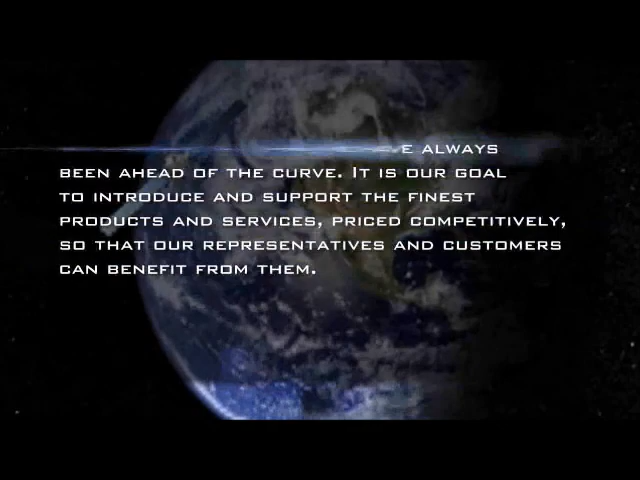 E ALWAYS
BEEN AHEAD OF THE CURVE. IT IS OUR GOAL
TO INTRODUCE AND SUPPORT THE FINEST
PRODUCTS AND SERVICES, PRICED COMPETITIVELY,
SO THAT OUR REPRESENTATIVES AND CUSTOMERS
CAN BENEFIT FROM THEM.